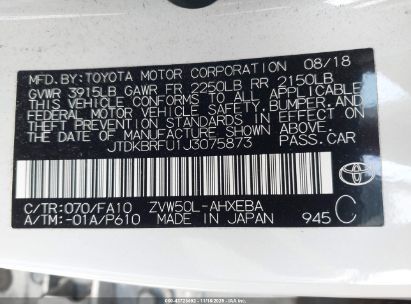 MFD.BY:TOYOTA MOTOR CORPORATION 08/18
GVWR 3915LB GAWR FR 2250LB RR 2150LB
THIS VEHICLE CONFORMS TO ALL APPLICABLE
FEDERAL MOTOR VEHICLE SAFETY, BUMPER, AND
THEFT PREVENTION STANDARDS IN EFFECT ON
THE DATE OF MANUFACTURE SHOWN ABOVE.
JTDKBRFU1J3075873 PASS.CAR
C/TR:070/FA10 ZVW50L-AHXEBA
A/TM:-01A/P610 MADE IN JAPAN 945 C
TOYOTA